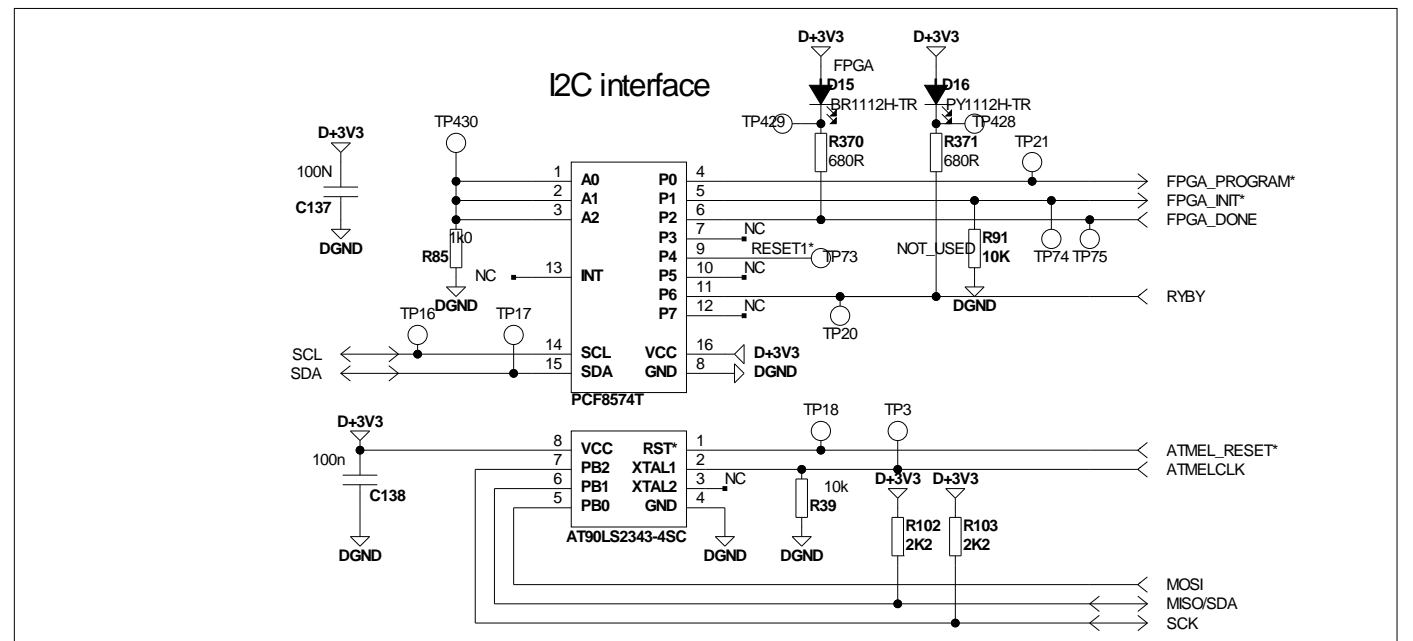 D+3V3
D+3V3
FPGA
I2C interface
D15
D16
BR1112H-TR
PY1112H-TR
TP430
TP429
TP428
D+3V3
R370
R371
TP21
680R
680R
100N
C137
1
A0
P0
4
FPGA_PROGRAM*
2
A1
P1
5
FPGA_INIT*
3
A2
P2
6
FPGA_DONE
P3
7
NC
DGND
1k0
R85
P4
9
RESET1*
TP73
NOT_USED
R91
10K
TP74
TP75
NC
13
INT
P5
10
NC
P6
11
RYBY
DGND
DGND
P7
12
NC
TP16
TP17
TP20
SCL
14
SCL
VCC
16
D+3V3
SDA
15
SDA
GND
8
DGND
PCF8574T
D+3V3
TP18
TP3
8
VCC
RST*
1
ATMEL_RESET*
100n
7
PB2
XTAL1
2
ATMELCLK
C138
6
PB1
XTAL2
3
NC
10k
D+3V3
D+3V3
5
PB0
GND
4
R39
AT90LS2343-4SC
R102
R103
2K2
2K2
DGND
DGND
DGND
MOSI
MISO/SDA
SCK